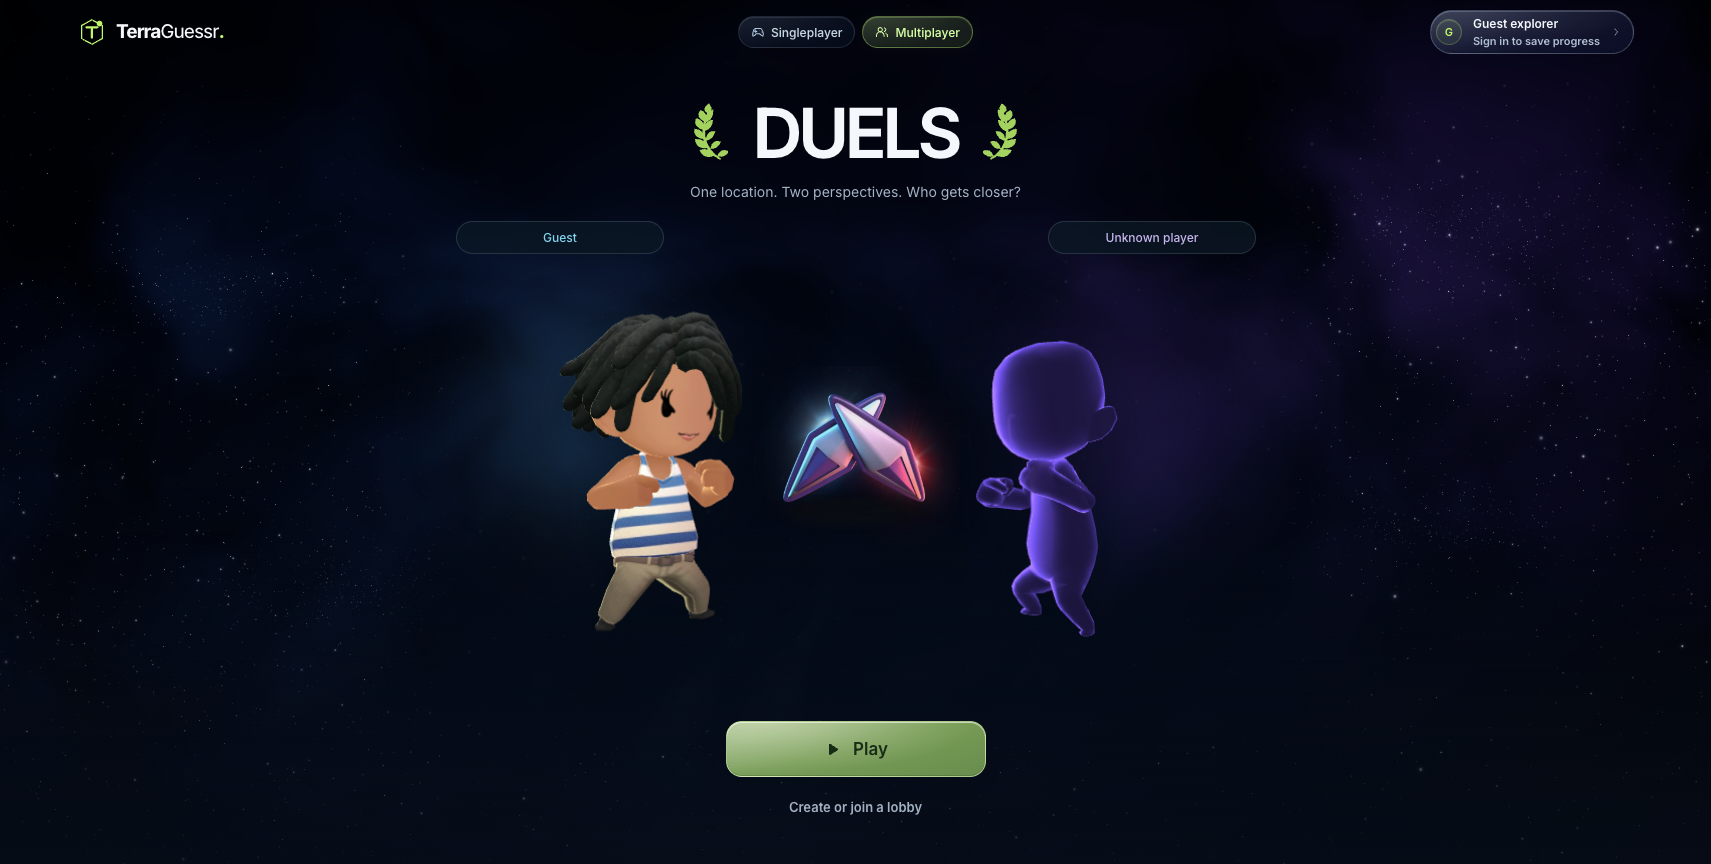 TerraGuessr.
Singleplayer
Multiplayer
G
Guest explorer
Sign in to save progress
DUELS
One location. Two perspectives. Who gets closer?
Guest
Unknown player
Play
Create or join a lobby